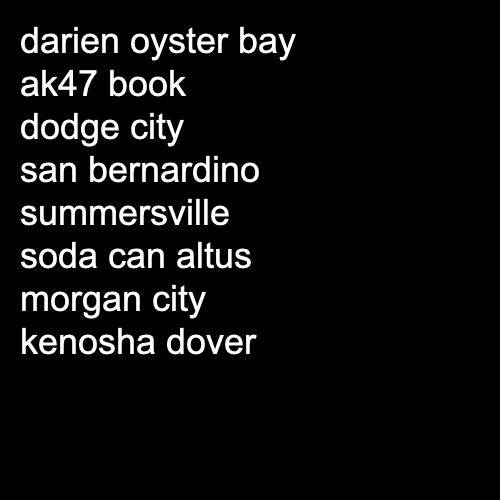 darien oyster bay
ak47 book
dodge city
san bernardino
summersville
soda can altus
morgan city
kenosha dover